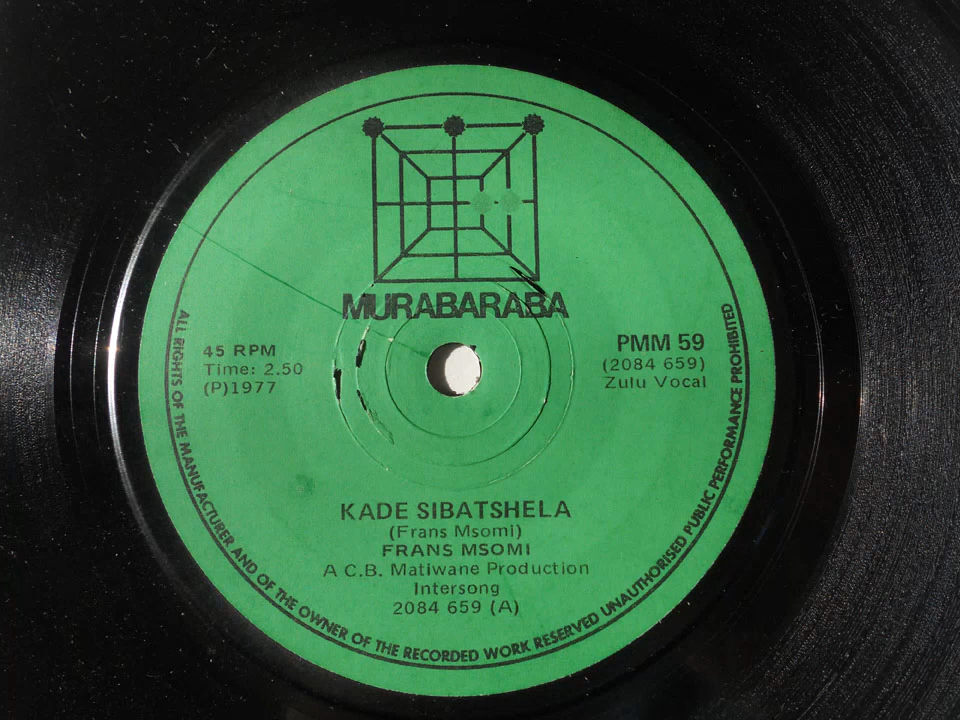 MURABARABA
45 RPM
Time: 2.50
(P)1977
PMM 59
(2084 659)
Zulu Vocal
KADE SIBATSHELA
(Frans Msomi)
FRANS MSOMI
A C.B. Matiwane Production
Intersong
2084 659 (A)
ALL RIGHTS OF THE MANUFACTURER AND OF THE OWNER OF THE RECORDED WORK RESERVED UNAUTHORISED PUBLIC PERFORMANCE PROHIBITED